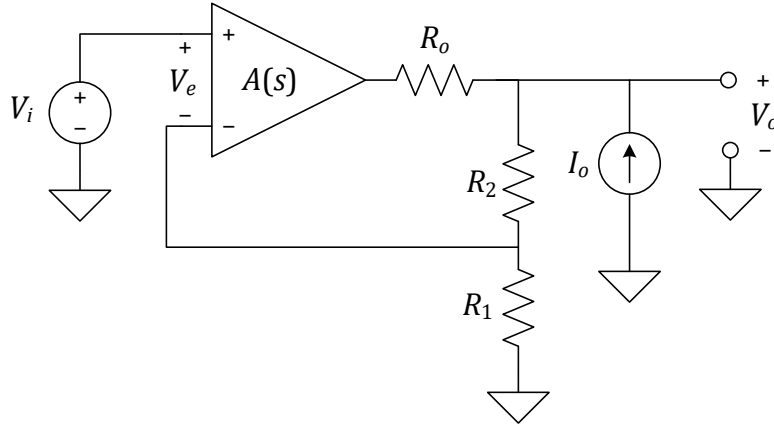 R_o
+
+
+
V_i
+
−
V_e
A(s)
V_o
−
−
−
R_2
I_o
R_1